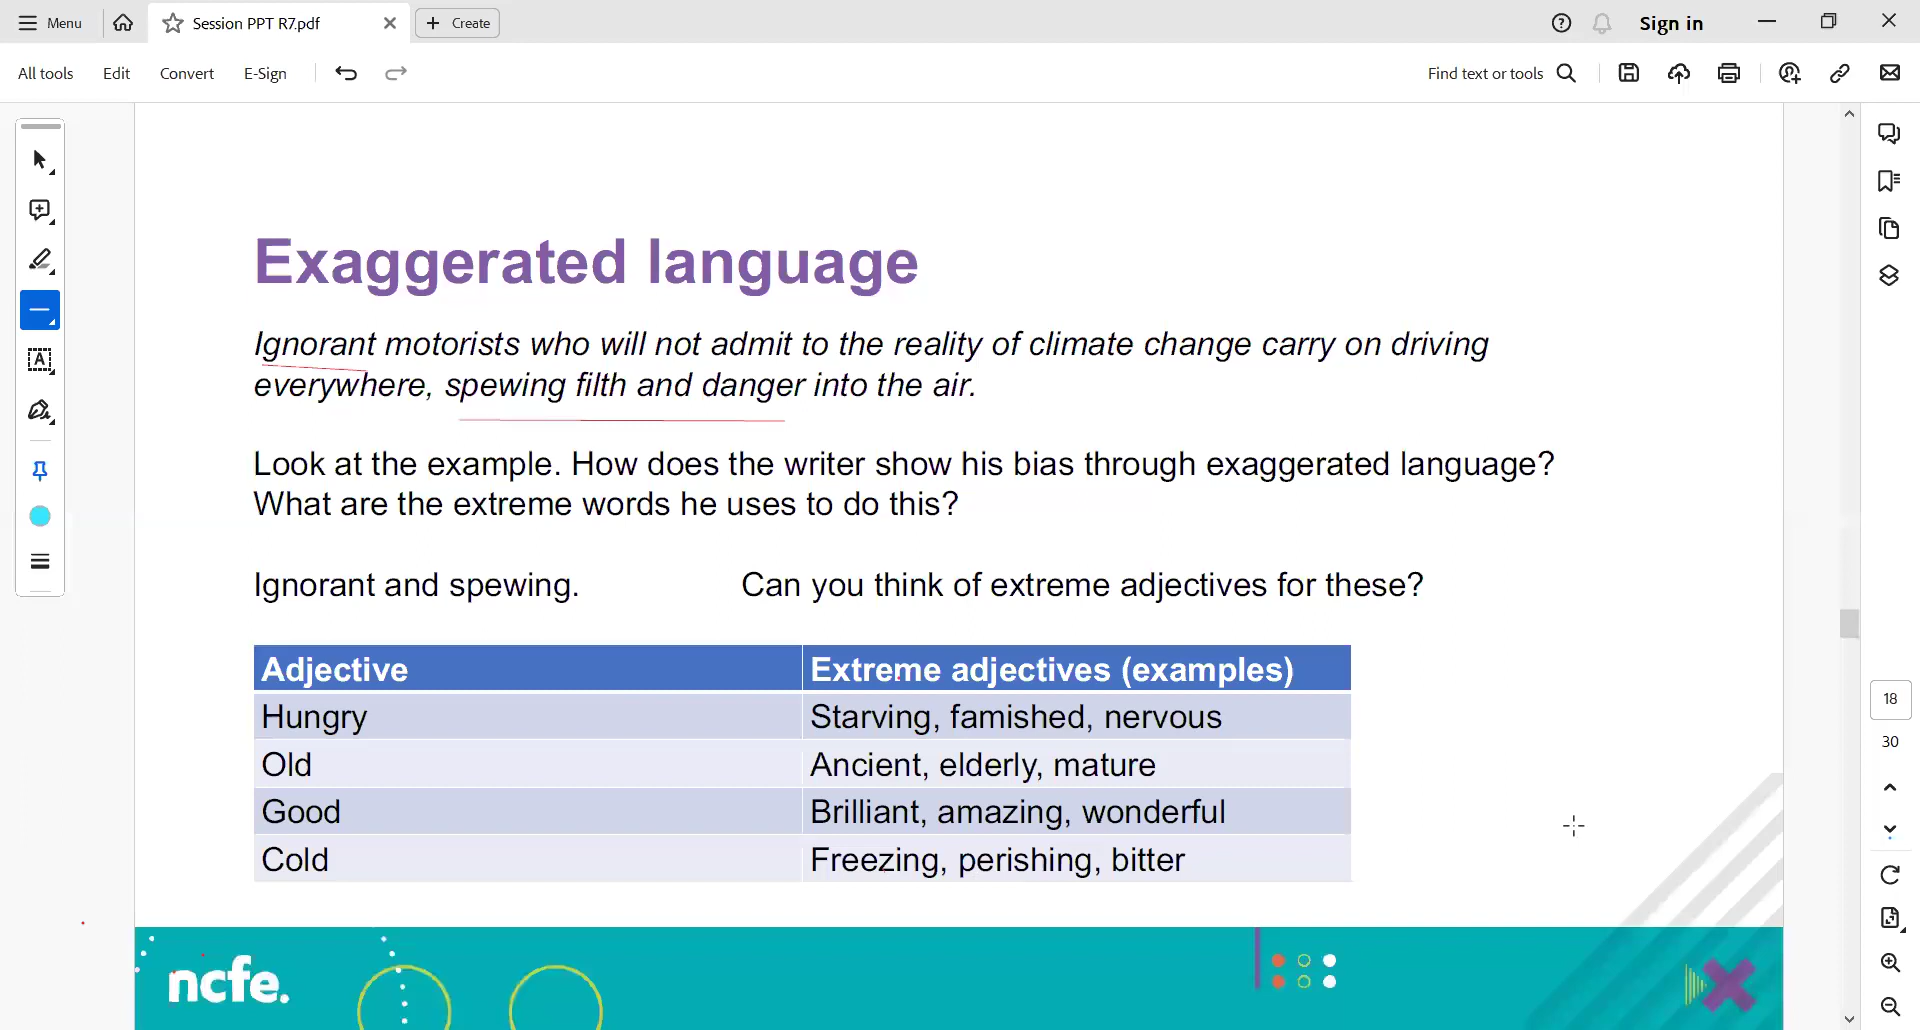 Menu
Session PPT R7.pdf
Create
Sign in
All tools Edit Convert E-Sign
Find text or tools
Exaggerated language
Ignorant motorists who will not admit to the reality of climate change carry on driving
everywhere, spewing filth and danger into the air.
Look at the example. How does the writer show his bias through exaggerated language?
What are the extreme words he uses to do this?
Ignorant and spewing. Can you think of extreme adjectives for these?
Adjective Extreme adjectives (examples)
Hungry Starving, famished, nervous
Old Ancient, elderly, mature
Good Brilliant, amazing, wonderful
Cold Freezing, perishing, bitter
18
30
ncfe.